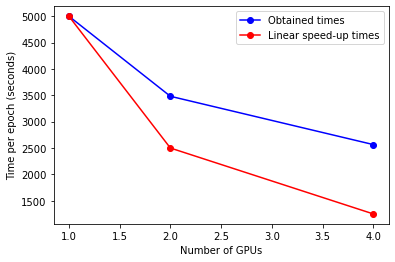 5000
4500
4000
3500
3000
2500
2000
1500
Time per epoch (seconds)
Obtained times
Linear speed-up times
1.0 1.5 2.0 2.5 3.0 3.5 4.0
Number of GPUs